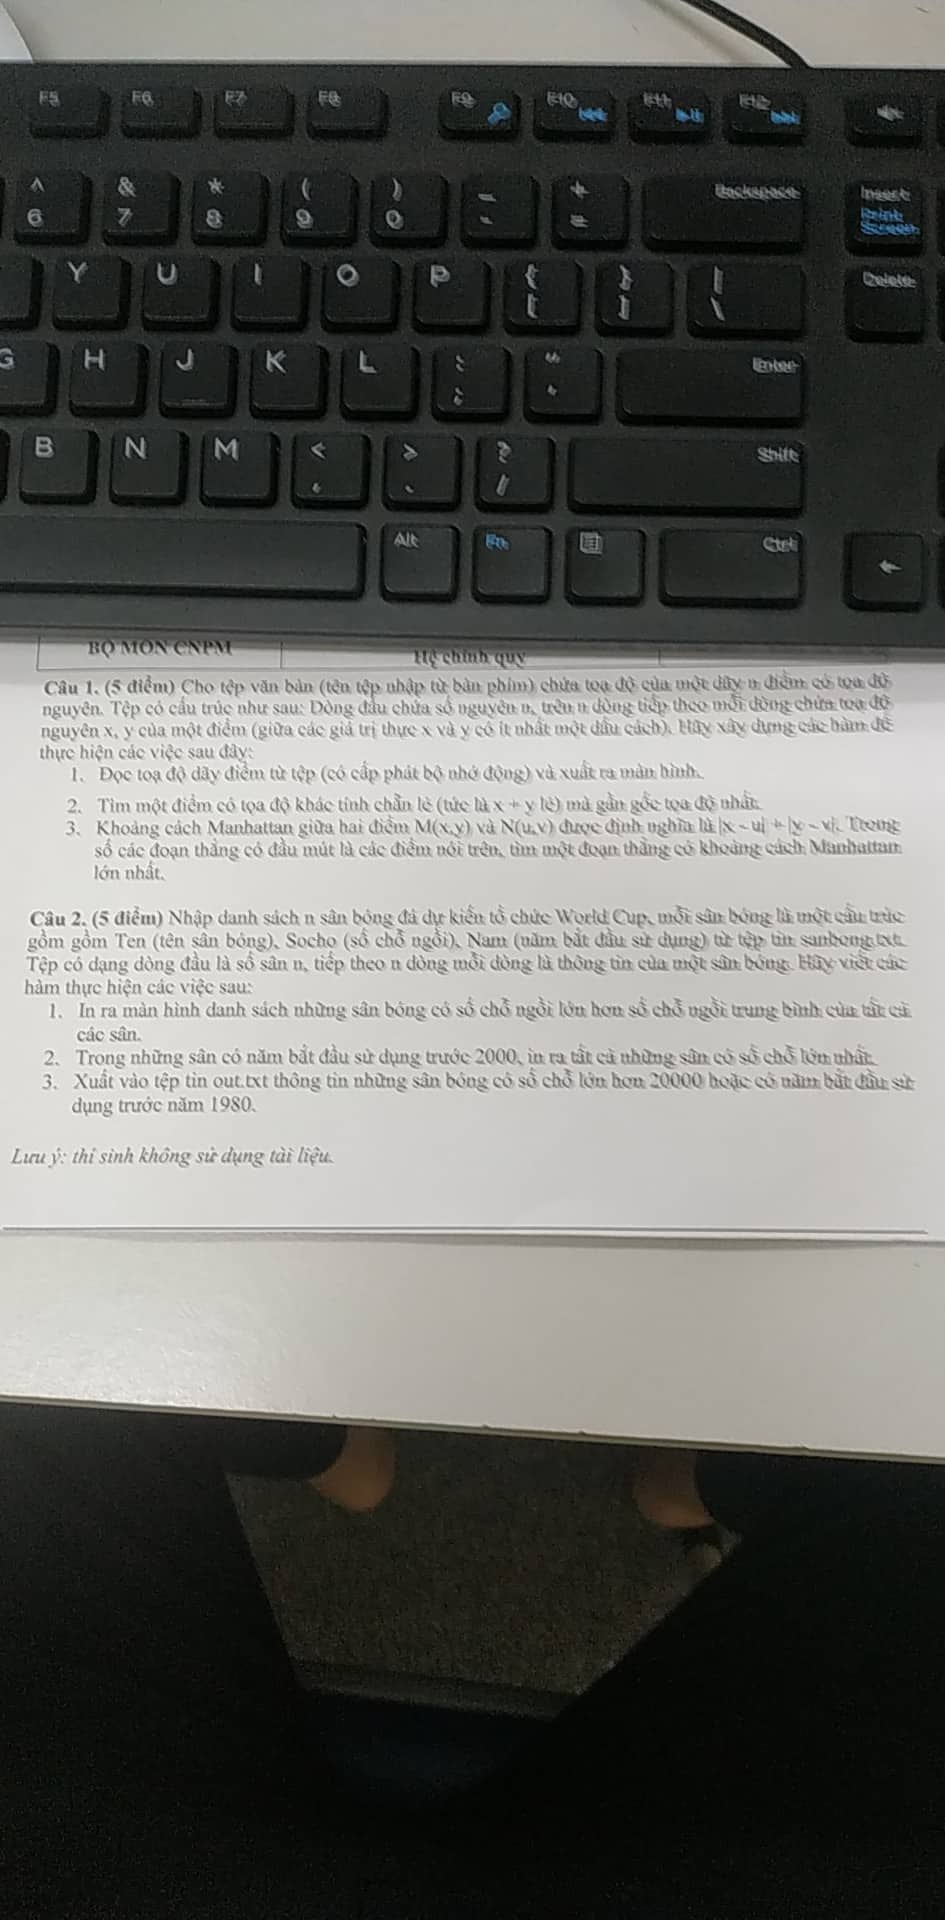 F5 F6 F7 F8 F9 F10 F11 F12
^ & * ( ) _ +
6 7 8 9 0 - = Backspace Insert
Print
Screen
Y U I O P { } |
[ ] \ Delete
G H J K L : " Enter
; '
B N M < > ? Shift
, . /
Alt Fn Ctrl
BỘ MÔN CNPM
Hệ chính quy
Câu 1. (5 điểm) Cho tệp văn bản (tên tệp nhập từ bàn phím) chứa toạ độ của một dãy n điểm có tọa độ
nguyên. Tệp có cấu trúc như sau: Dòng đầu chứa số nguyên n, trên n dòng tiếp theo mỗi dòng chứa toạ độ
nguyên x, y của một điểm (giữa các giá trị thực x và y có ít nhất một dấu cách). Hãy xây dựng các hàm để
thực hiện các việc sau đây:
1. Đọc toạ độ dãy điểm từ tệp (có cấp phát bộ nhớ động) và xuất ra màn hình.
2. Tìm một điểm có tọa độ khác tính chẵn lẻ (tức là x + y lẻ) mà gần gốc tọa độ nhất.
3. Khoảng cách Manhattan giữa hai điểm M(x,y) và N(u,v) được định nghĩa là |x - u| + |y - v|. Trong
số các đoạn thẳng có đầu mút là các điểm nói trên, tìm một đoạn thẳng có khoảng cách Manhattan
lớn nhất.
Câu 2. (5 điểm) Nhập danh sách n sân bóng đá dự kiến tổ chức World Cup, mỗi sân bóng là một cấu trúc
gồm gồm Ten (tên sân bóng), Socho (số chỗ ngồi), Nam (năm bắt đầu sử dụng) từ tệp tin sanbong.txt.
Tệp có dạng dòng đầu là số sân n, tiếp theo n dòng mỗi dòng là thông tin của một sân bóng. Hãy viết các
hàm thực hiện các việc sau:
1. In ra màn hình danh sách những sân bóng có số chỗ ngồi lớn hơn số chỗ ngồi trung bình của tất cả
các sân.
2. Trong những sân có năm bắt đầu sử dụng trước 2000, in ra tất cả những sân có số chỗ lớn nhất.
3. Xuất vào tệp tin out.txt thông tin những sân bóng có số chỗ lớn hơn 20000 hoặc có năm bắt đầu sử
dụng trước năm 1980.
Lưu ý: thí sinh không sử dụng tài liệu.